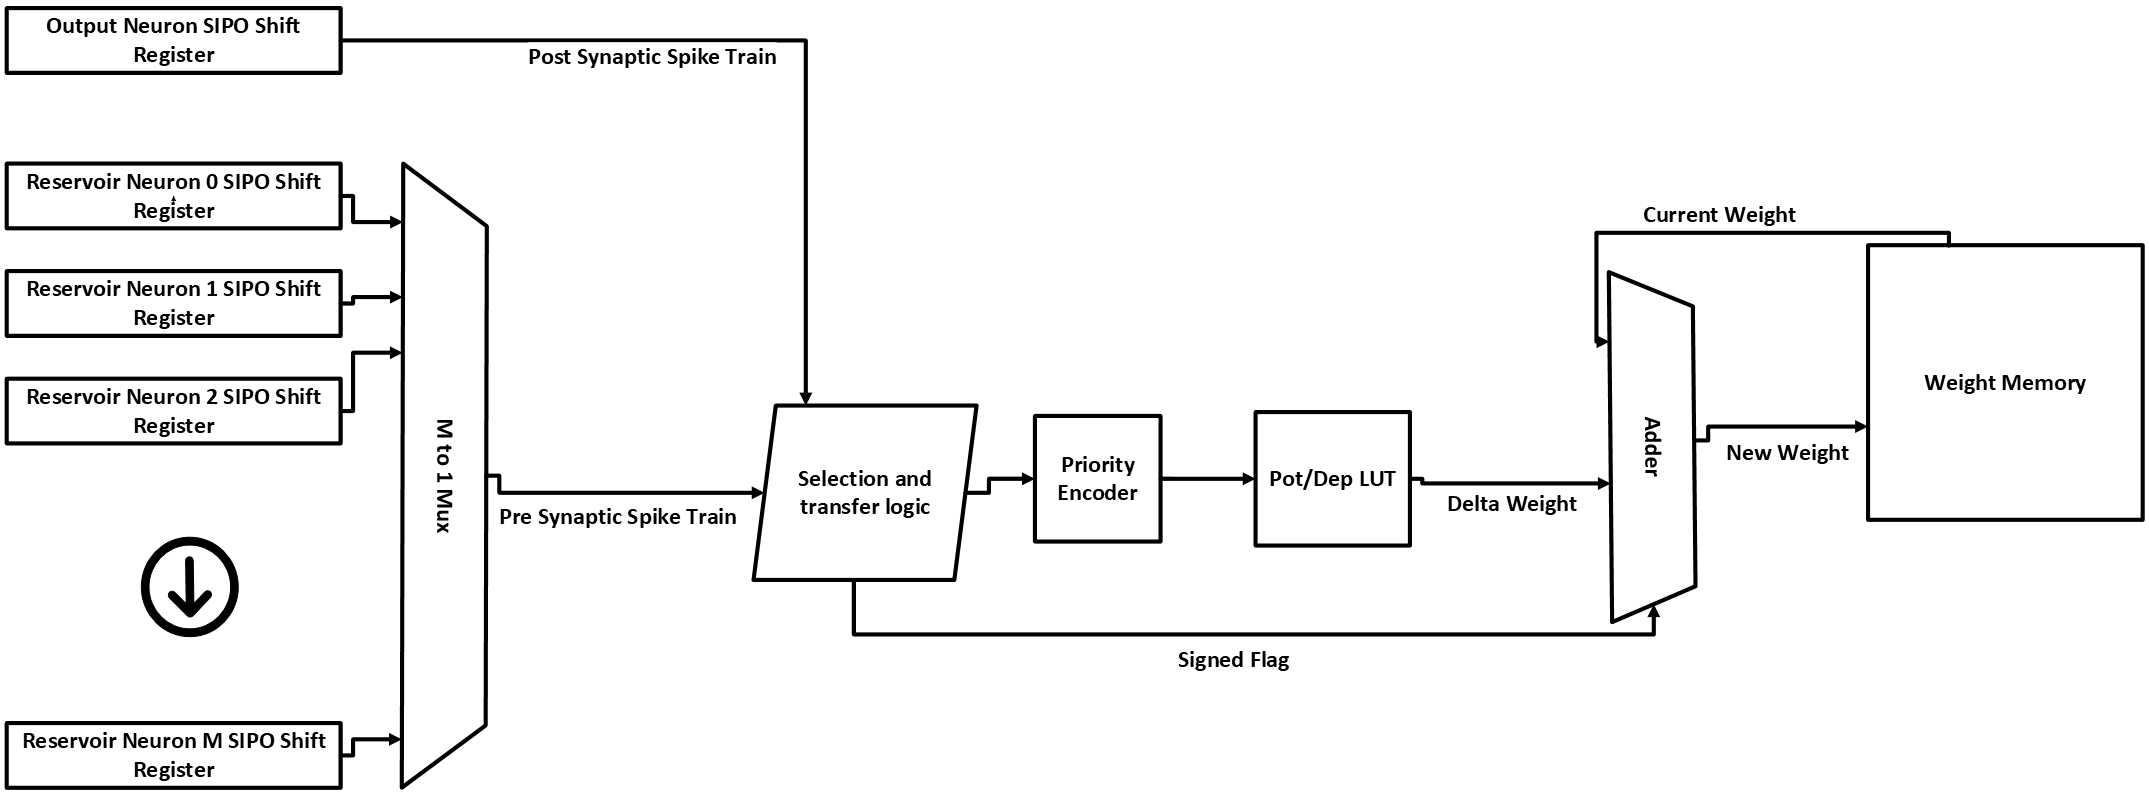 Output Neuron SIPO Shift
Register
Post Synaptic Spike Train
Reservoir Neuron 0 SIPO Shift
Register
Reservoir Neuron 1 SIPO Shift
Register
Reservoir Neuron 2 SIPO Shift
Register
Reservoir Neuron M SIPO Shift
Register
M to 1 Mux
Pre Synaptic Spike Train
Selection and
transfer logic
Priority
Encoder
Pot/Dep LUT
Delta Weight
Signed Flag
Adder
Current Weight
New Weight
Weight Memory